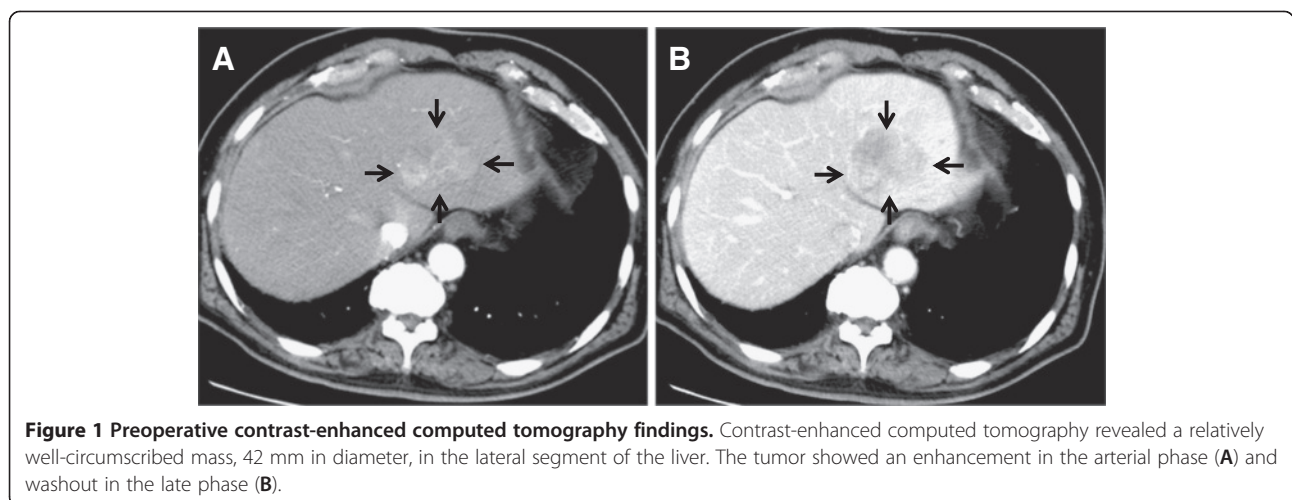 A
B
Figure 1 Preoperative contrast-enhanced computed tomography findings. Contrast-enhanced computed tomography revealed a relatively
well-circumscribed mass, 42 mm in diameter, in the lateral segment of the liver. The tumor showed an enhancement in the arterial phase (A) and
washout in the late phase (B).